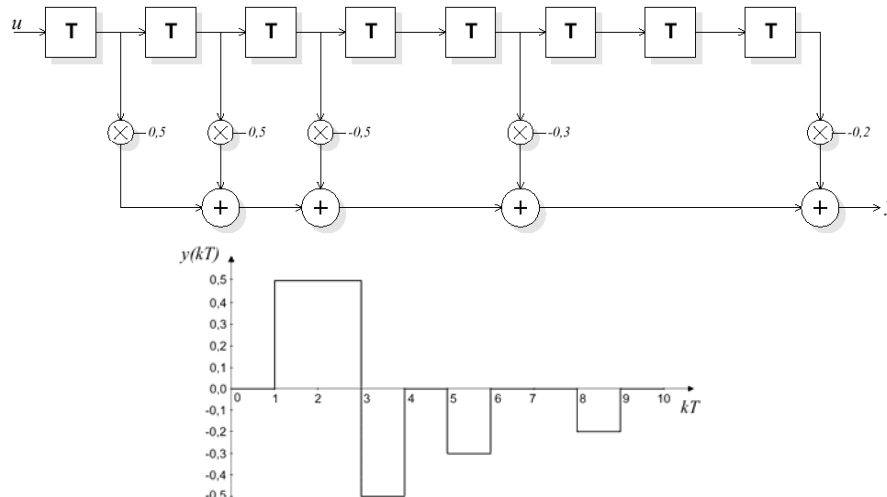 u T T T T T T T T
0,5 0,5 -0,5 -0,3 -0,2
+ + + +
y(kT)
0,5
0,4
0,3
0,2
0,1
0,0
0 1 2 3 4 5 6 7 8 9 10
kT
-0,1
-0,2
-0,3
-0,4
-0,5